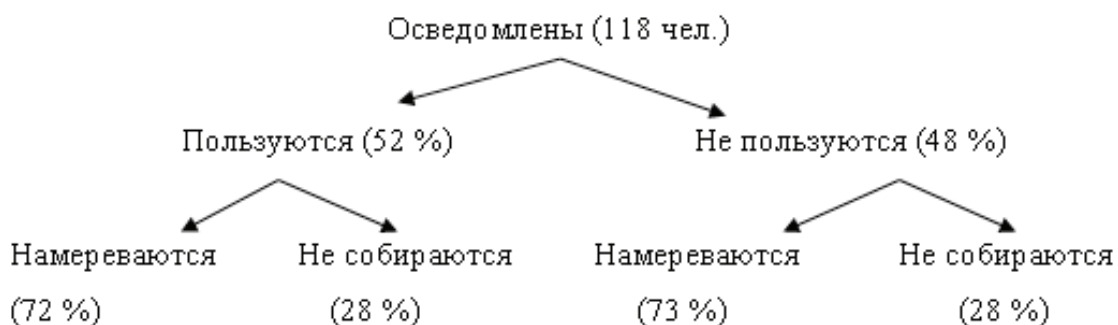 Осведомлены (118 чел.)
Пользуются (52 %) Не пользуются (48 %)
Намереваются Не собираются Намереваются Не собираются
(72 %) (28 %) (73 %) (28 %)